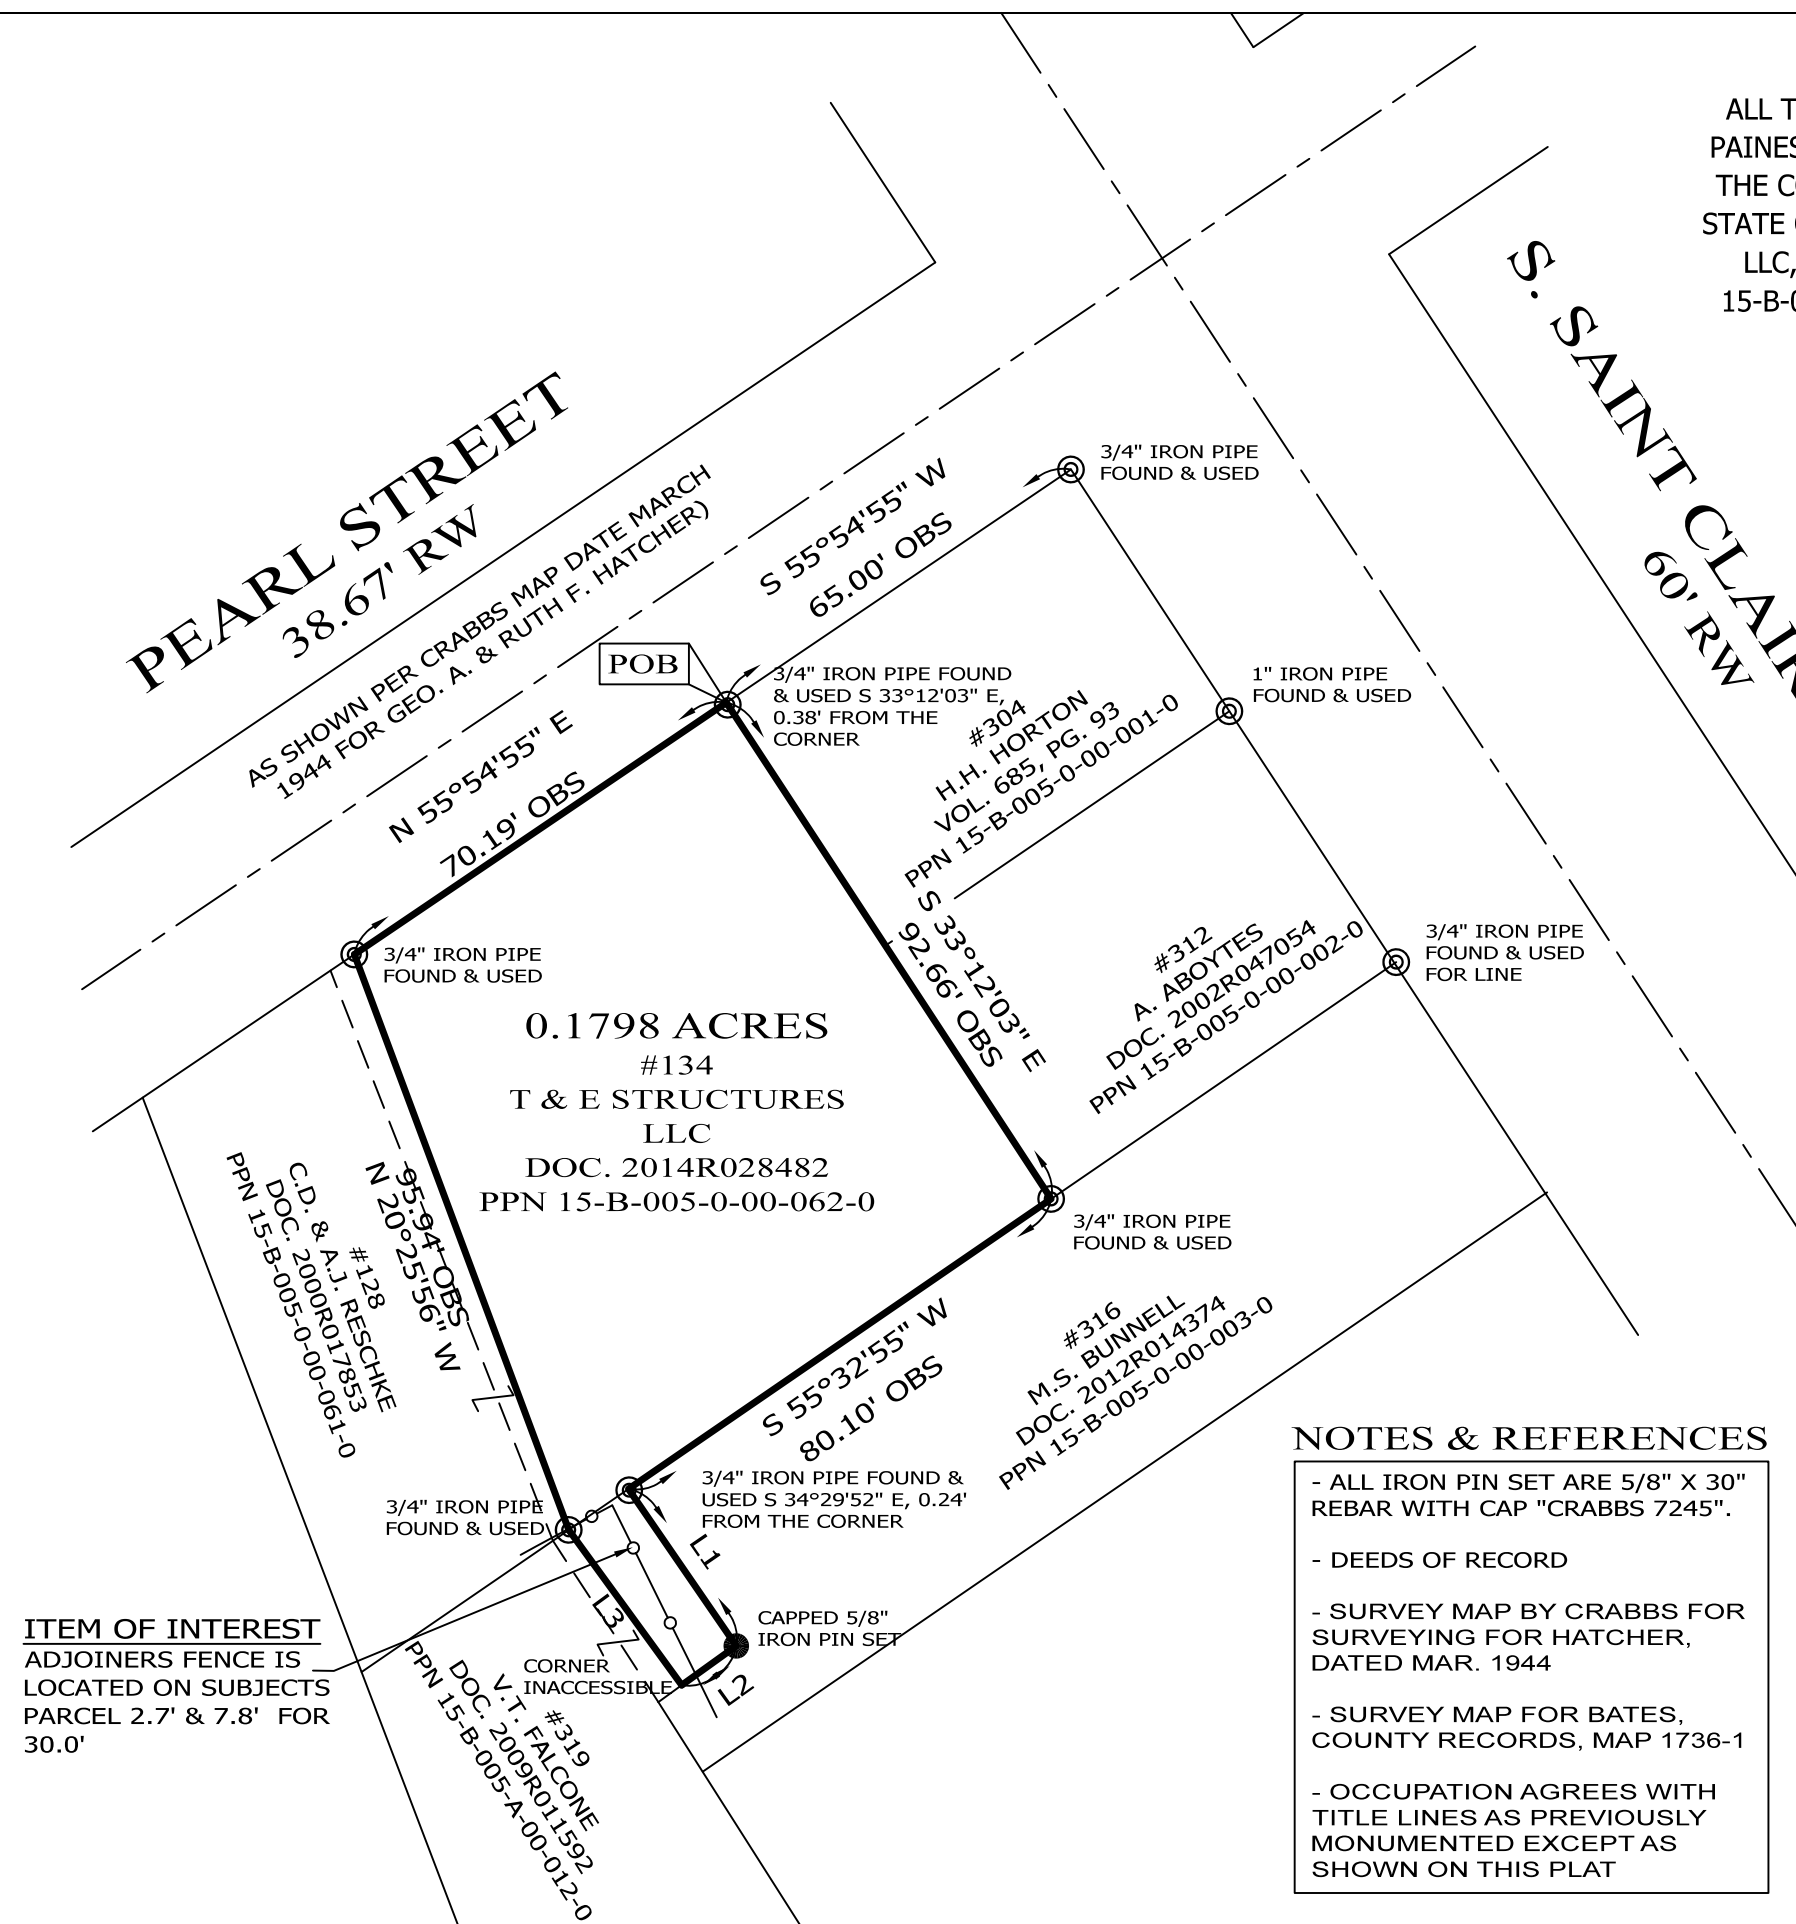 ALL T
PAINES
THE C
STATE
LLC,
15-B-0
S. SAINT CLAIR
60' RW
PEARL STREET
38.67' RW
AS SHOWN PER CRABBS MAP DATE MARCH
1944 FOR GEO. A. & RUTH F. HATCHER)
S 55°54'55" W
65.00' OBS
3/4" IRON PIPE
FOUND & USED
POB
3/4" IRON PIPE FOUND
& USED S 33°12'03" E,
0.38' FROM THE
CORNER
1" IRON PIPE
FOUND & USED
N 55°54'55" E
70.19' OBS
#304
H.H. HORTON
VOL. 685, PG. 93
PPN 15-B-005-0-00-001-0
S 33°12'03" E
92.66' OBS
3/4" IRON PIPE
FOUND & USED
#312
A. ABOYTES
DOC. 2002R047054
PPN 15-B-005-0-00-002-0
3/4" IRON PIPE
FOUND & USED
FOR LINE
0.1798 ACRES
#134
T & E STRUCTURES
LLC
DOC. 2014R028482
PPN 15-B-005-0-00-062-0
95.94' OBS
N 20°25'56" W
#128
C.D. & A.J. RESCHKE
DOC. 2000R017853
PPN 15-B-005-0-00-061-0
3/4" IRON PIPE
FOUND & USED
S 55°32'55" W
80.10' OBS
#316
M.S. BUNNELL
DOC. 2012R014374
PPN 15-B-005-0-00-003-0
3/4" IRON PIPE FOUND &
USED S 34°29'52" E, 0.24'
FROM THE CORNER
3/4" IRON PIPE
FOUND & USED
L1
L3
L2
CAPPED 5/8"
IRON PIN SET
CORNER
INACCESSIBLE
ITEM OF INTEREST
ADJOINERS FENCE IS
LOCATED ON SUBJECTS
PARCEL 2.7' & 7.8' FOR
30.0'
#319
V.T. FALCONE
DOC. 2009R011592
PPN 15-B-005-A-00-012-0
NOTES & REFERENCES
- ALL IRON PIN SET ARE 5/8" X 30"
REBAR WITH CAP "CRABBS 7245".
- DEEDS OF RECORD
- SURVEY MAP BY CRABBS FOR
SURVEYING FOR HATCHER,
DATED MAR. 1944
- SURVEY MAP FOR BATES,
COUNTY RECORDS, MAP 1736-1
- OCCUPATION AGREES WITH
TITLE LINES AS PREVIOUSLY
MONUMENTED EXCEPT AS
SHOWN ON THIS PLAT